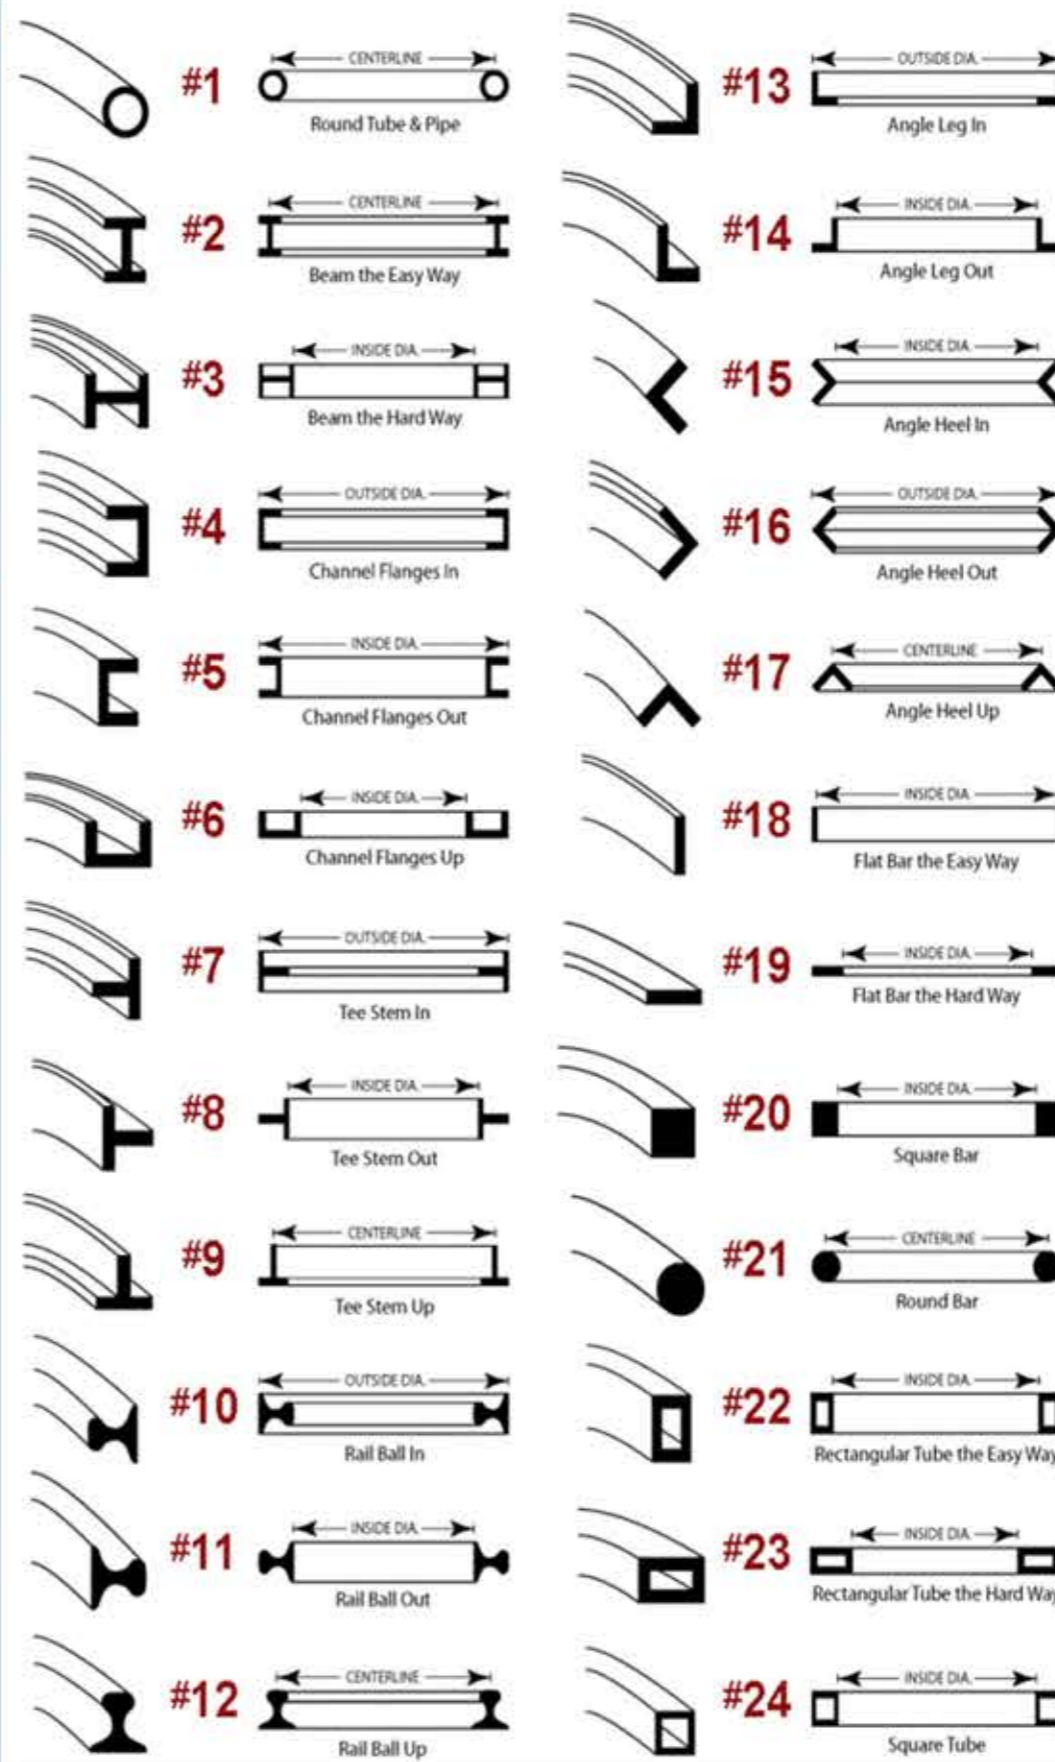 #1
CENTERLINE
Round Tube & Pipe
#2
CENTERLINE
Beam the Easy Way
#3
INSIDE DIA.
Beam the Hard Way
#4
OUTSIDE DIA.
Channel Flanges In
#5
INSIDE DIA.
Channel Flanges Out
#6
INSIDE DIA.
Channel Flanges Up
#7
OUTSIDE DIA.
Tee Stem In
#8
INSIDE DIA.
Tee Stem Out
#9
CENTERLINE
Tee Stem Up
#10
OUTSIDE DIA.
Rail Ball In
#11
INSIDE DIA.
Rail Ball Out
#12
CENTERLINE
Rail Ball Up
#13
OUTSIDE DIA.
Angle Leg In
#14
INSIDE DIA.
Angle Leg Out
#15
INSIDE DIA.
Angle Heel In
#16
OUTSIDE DIA.
Angle Heel Out
#17
CENTERLINE
Angle Heel Up
#18
INSIDE DIA.
Flat Bar the Easy Way
#19
INSIDE DIA.
Flat Bar the Hard Way
#20
INSIDE DIA.
Square Bar
#21
CENTERLINE
Round Bar
#22
INSIDE DIA.
Rectangular Tube the Easy Way
#23
INSIDE DIA.
Rectangular Tube the Hard Way
#24
INSIDE DIA.
Square Tube